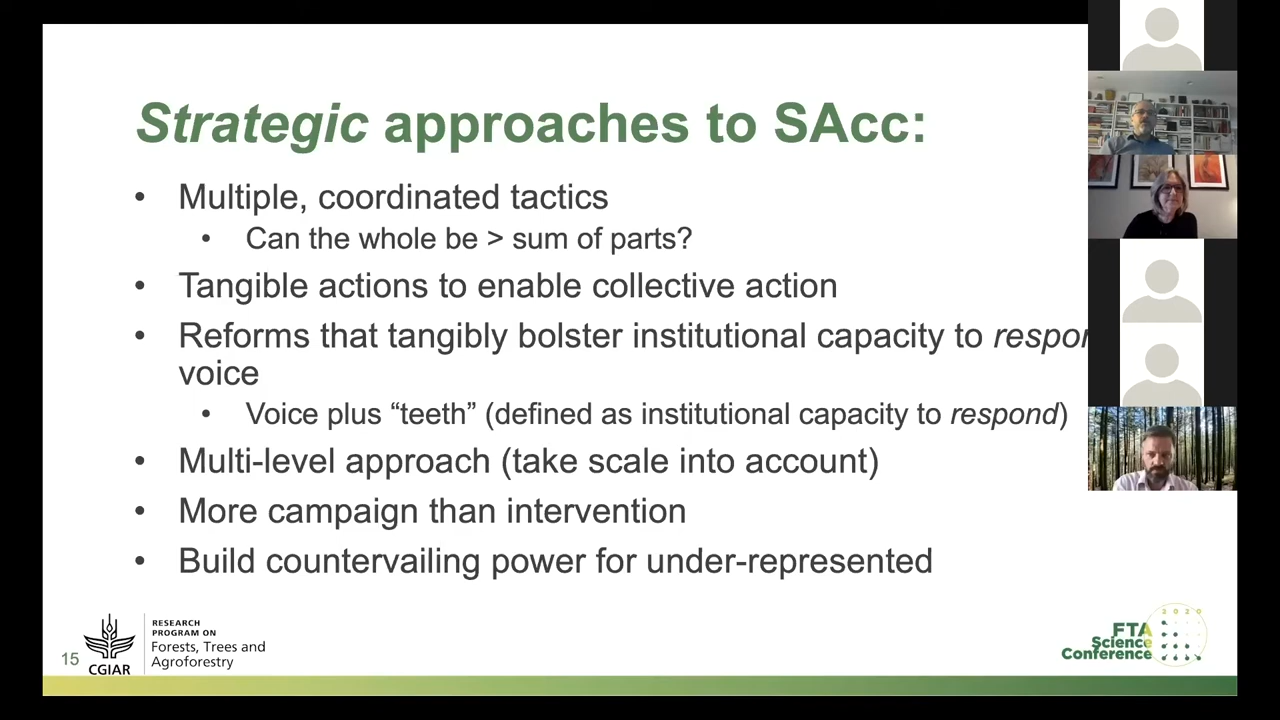 Strategic approaches to SAcc:
• Multiple, coordinated tactics
• Can the whole be > sum of parts?
• Tangible actions to enable collective action
• Reforms that tangibly bolster institutional capacity to
voice
• Voice plus “teeth” (defined as institutional capacity to respond)
• Multi-level approach (take scale into account)
• More campaign than intervention
• Build countervailing power for under-represented
15
CGIAR
RESEARCH
PROGRAM ON
Forests, Trees and
Agroforestry
2020
FTA
Science
Conference